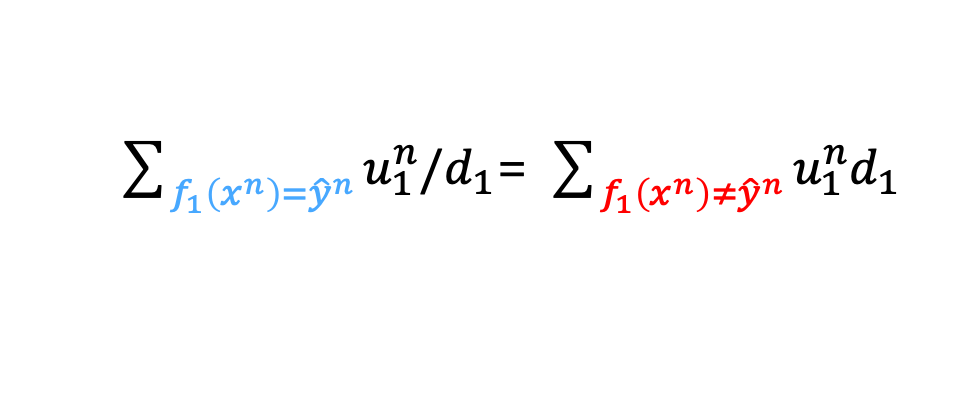 ∑_{f₁(xⁿ)=ŷⁿ} u₁ⁿ/d₁= ∑_{f₁(xⁿ)≠ŷⁿ} u₁ⁿd₁